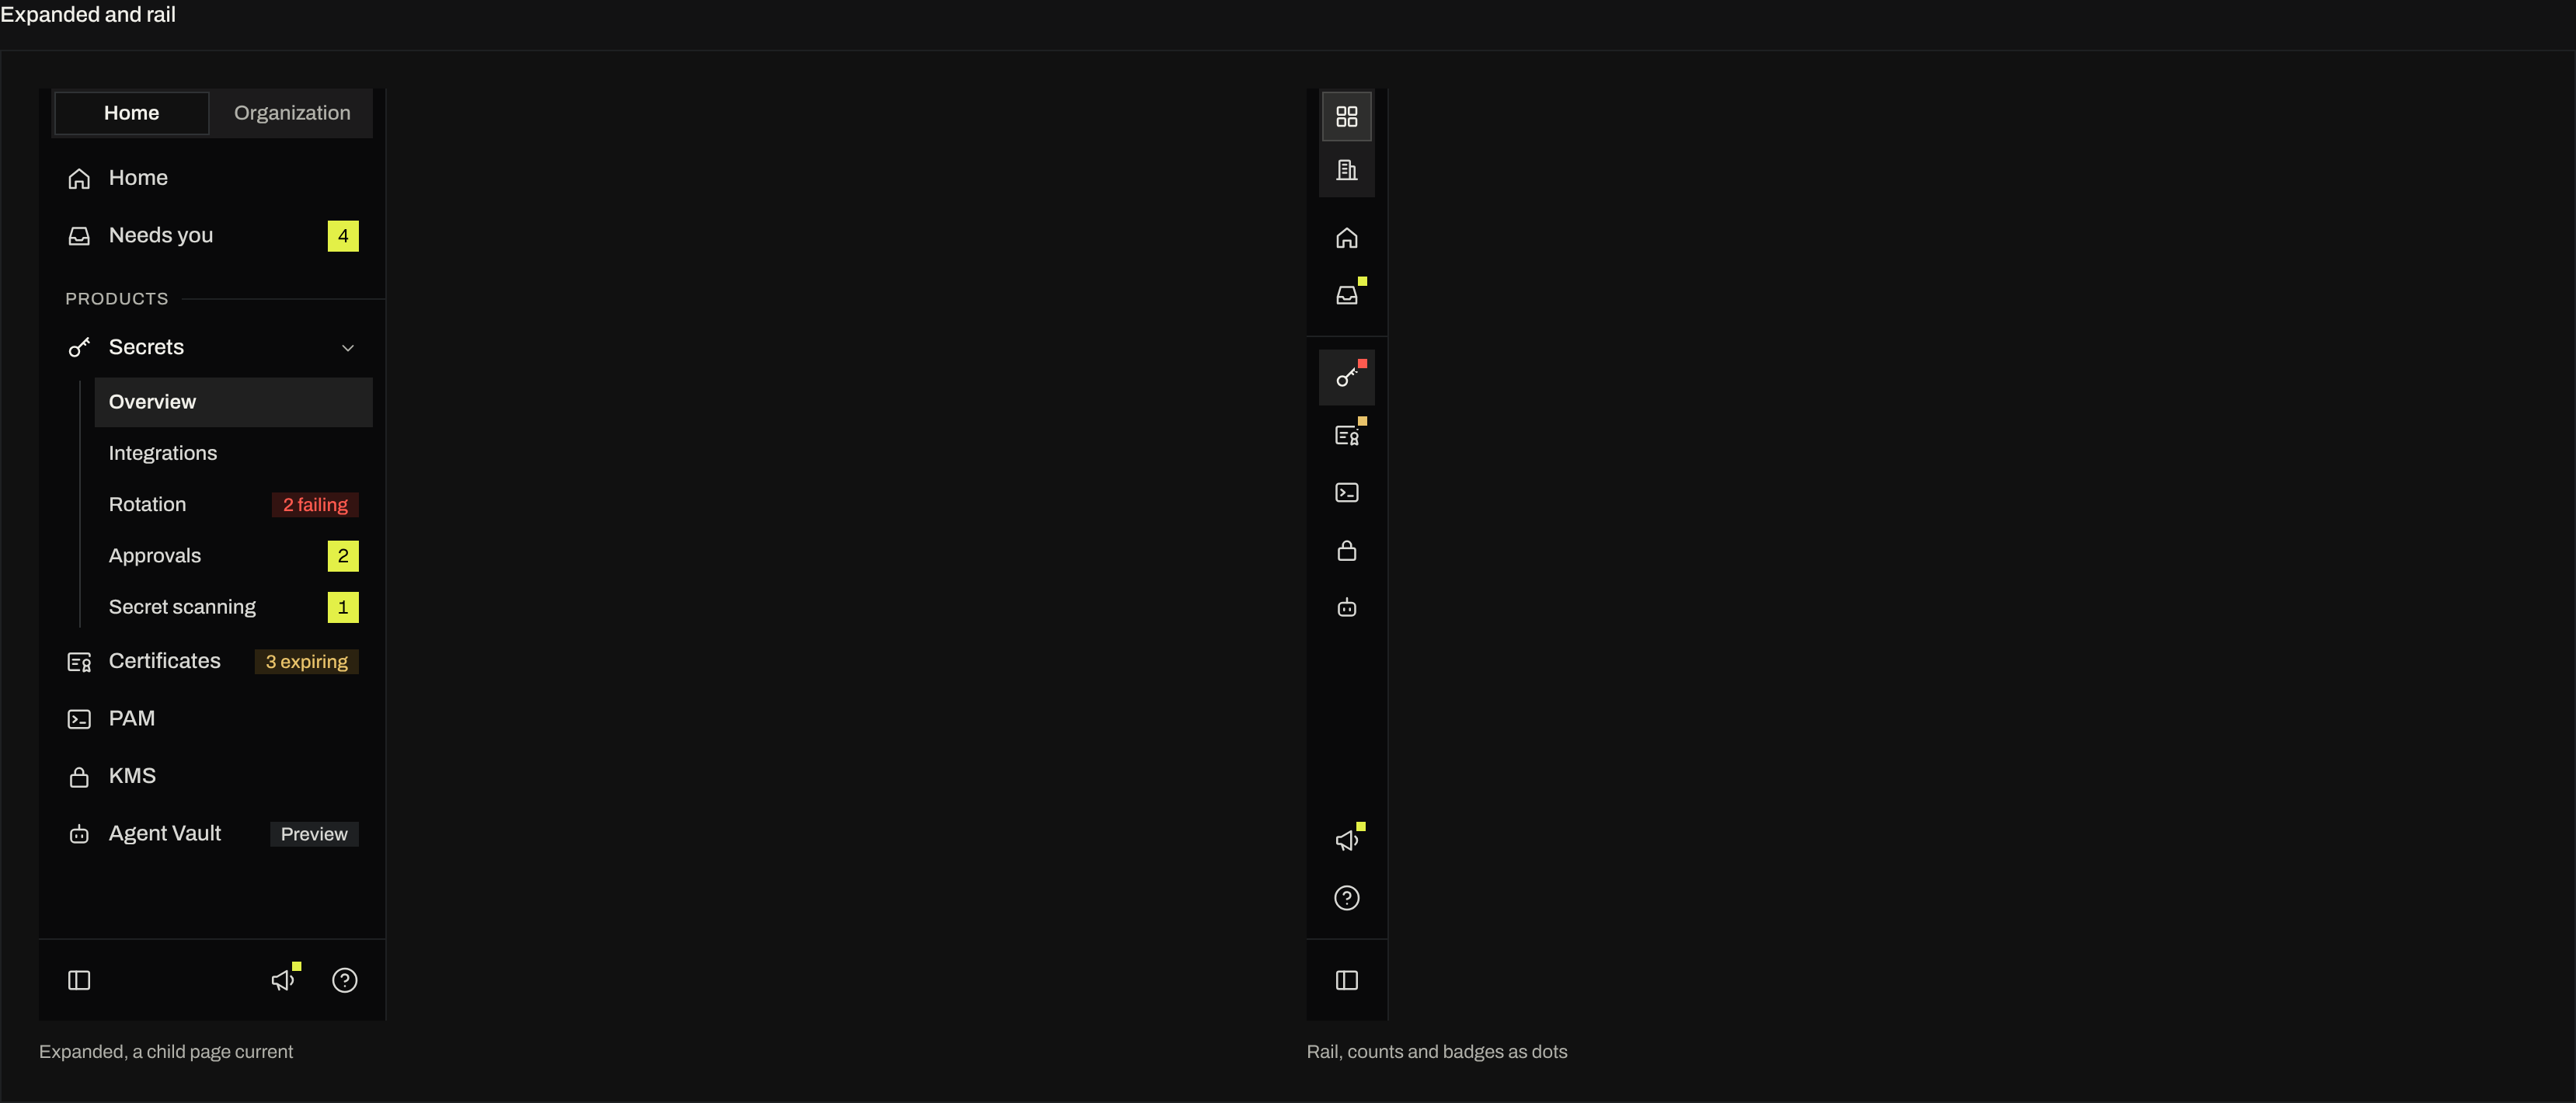 Expanded and rail
Home Organization
Home
Needs you 4
PRODUCTS
Secrets
Overview
Integrations
Rotation 2 failing
Approvals 2
Secret scanning 1
Certificates 3 expiring
PAM
KMS
Agent Vault Preview
Expanded, a child page current
Rail, counts and badges as dots